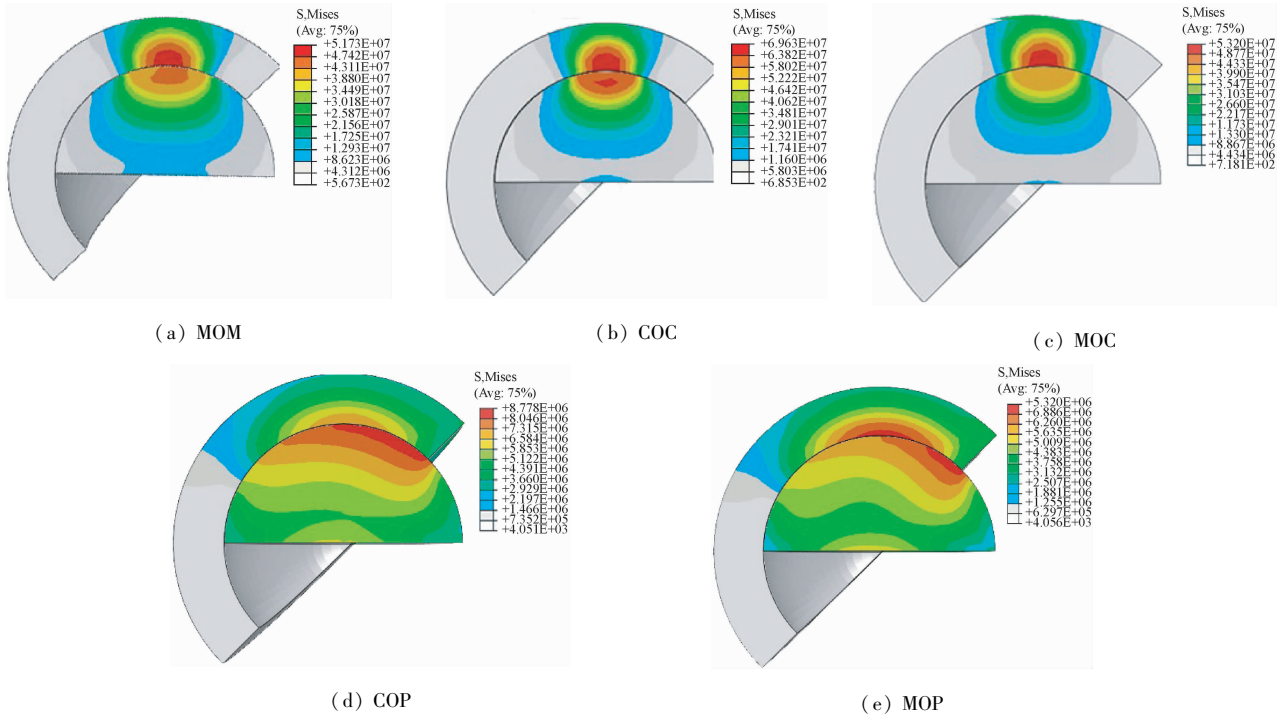 S,Mises
(Avg: 75%)
+5.173E+07
+4.742E+07
+4.311E+07
+3.880E+07
+3.449E+07
+3.018E+07
+2.587E+07
+2.156E+07
+1.725E+07
+1.293E+07
+8.623E+06
+4.312E+06
+5.673E+02
(a) MOM
S,Mises
(Avg: 75%)
+6.963E+07
+6.382E+07
+5.802E+07
+5.222E+07
+4.642E+07
+4.062E+07
+3.481E+07
+2.901E+07
+2.321E+07
+1.741E+07
+1.160E+07
+5.803E+06
+6.853E+02
(b) COC
S,Mises
(Avg: 75%)
+5.320E+07
+4.877E+07
+4.433E+07
+3.990E+07
+3.547E+07
+3.103E+07
+2.660E+07
+2.217E+07
+1.773E+07
+1.330E+07
+8.867E+06
+4.434E+06
+7.181E+02
(c) MOC
S,Mises
(Avg: 75%)
+8.778E+06
+8.046E+06
+7.315E+06
+6.584E+06
+5.853E+06
+5.122E+06
+4.391E+06
+3.660E+06
+2.929E+06
+2.197E+06
+1.466E+06
+7.352E+05
+4.051E+03
(d) COP
S,Mises
(Avg: 75%)
+5.320E+06
+6.886E+06
+6.260E+06
+5.635E+06
+5.009E+06
+4.383E+06
+3.758E+06
+3.132E+06
+2.507E+06
+1.881E+06
+1.255E+06
+6.297E+05
+4.056E+03
(e) MOP